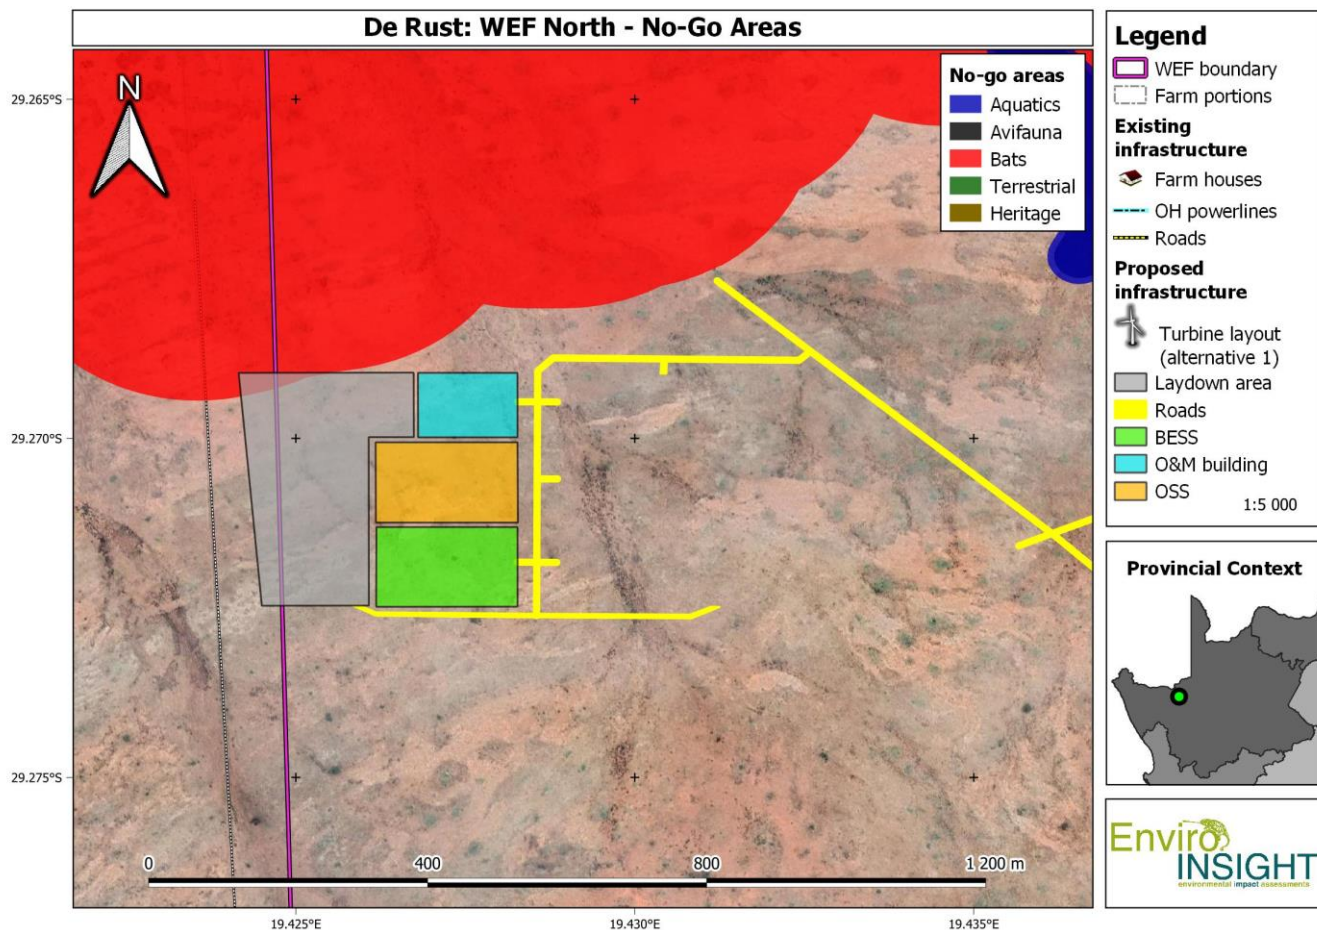 De Rust: WEF North - No-Go Areas
N
No-go areas
Aquatics
Avifauna
Bats
Terrestrial
Heritage
29.265°S
29.270°S
29.275°S
0
400
800
1 200 m
19.425°E
19.430°E
19.435°E
Legend
WEF boundary
Farm portions
Existing
infrastructure
Farm houses
OH powerlines
Roads
Proposed
infrastructure
Turbine layout
(alternative 1)
Laydown area
Roads
BESS
O&M building
OSS
1:5 000
Provincial Context
Enviro
INSIGHT
environmental impact assessments